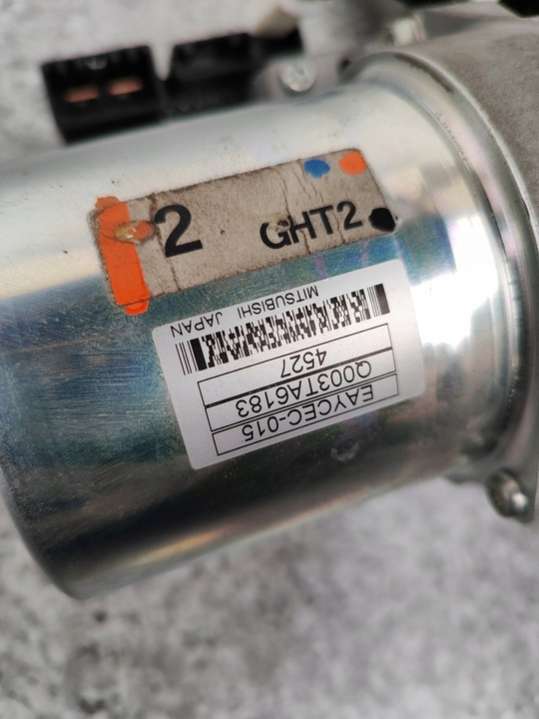 2 GHT2
EAYCEC-015
Q003TA6183
4527
MITSUBISHI JAPAN